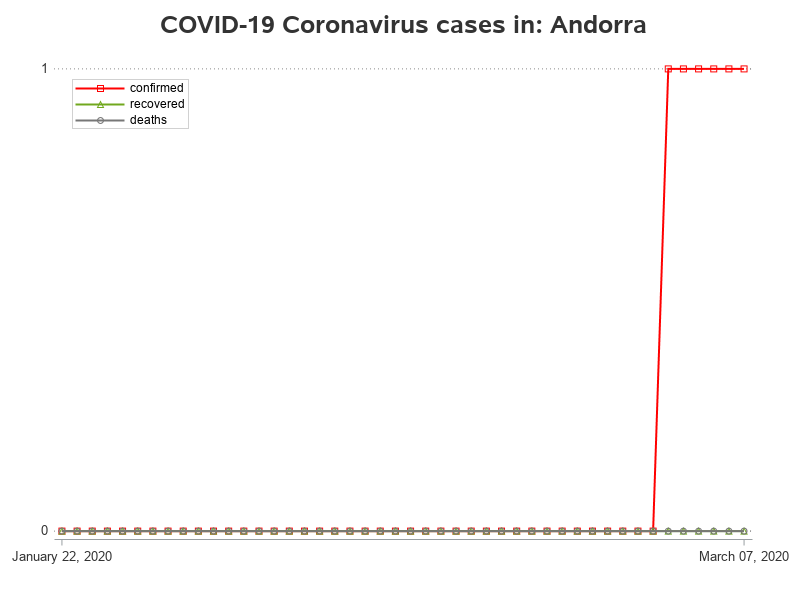 COVID-19 Coronavirus cases in: Andorra
1
confirmed
recovered
deaths
0
January 22, 2020 March 07, 2020